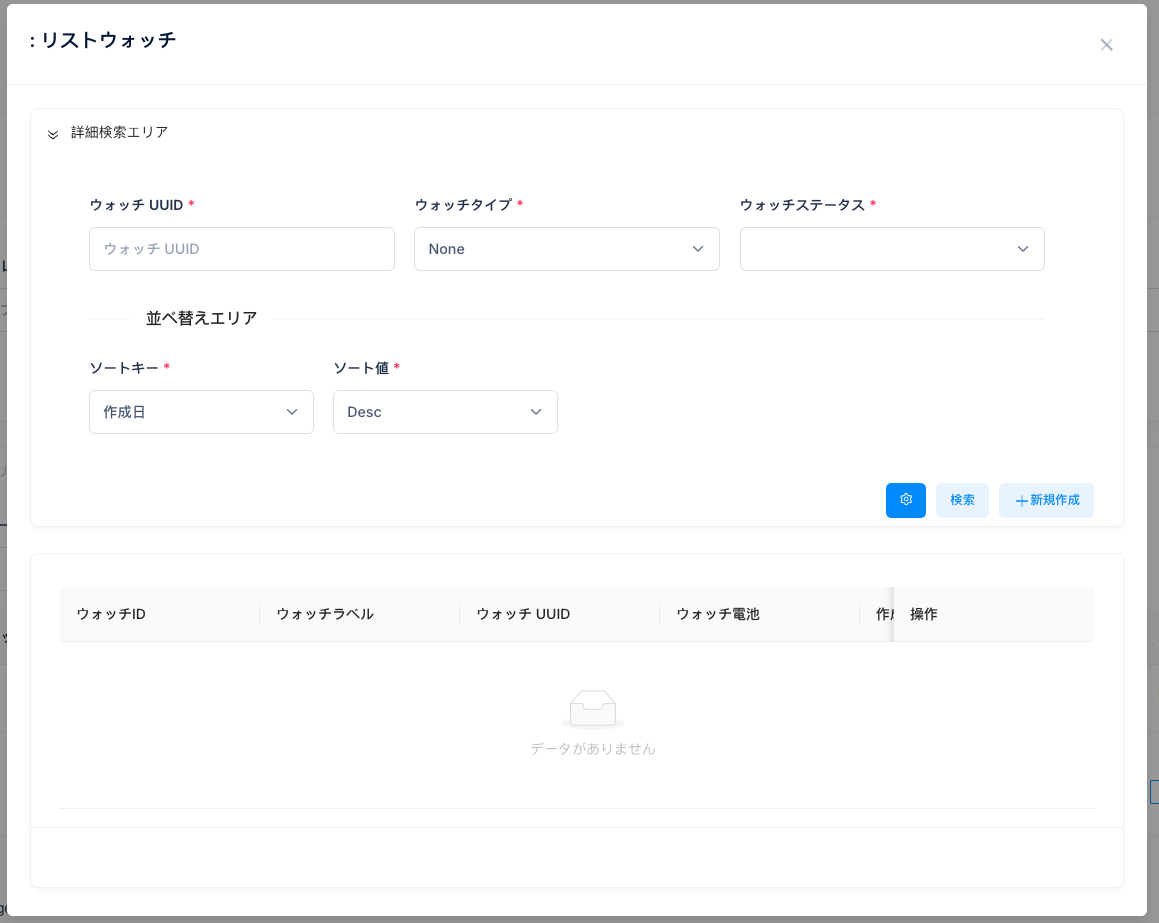 : リストウォッチ
詳細検索エリア
ウォッチ UUID * ウォッチタイプ * ウォッチステータス *
ウォッチ UUID None
並べ替えエリア
ソートキー * ソート値 *
作成日 Desc
検索 +新規作成
ウォッチID ウォッチラベル ウォッチ UUID ウォッチ電池 作 操作
データがありません